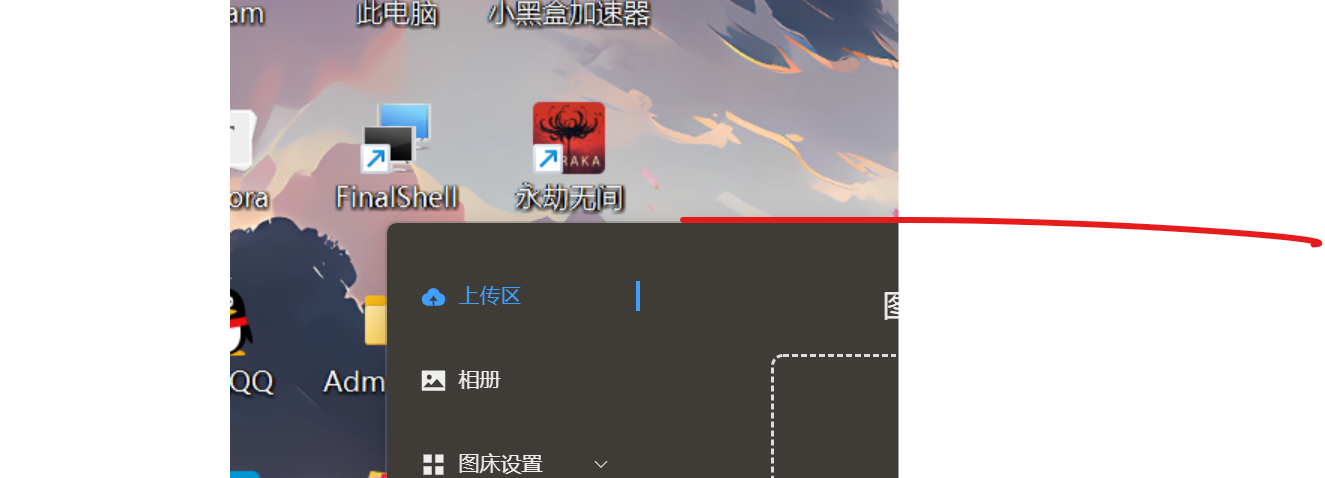 am
此电脑
小黑盒加速器
RAKA
ora
FinalShell
永劫无间
上传区
图
QQ
Adm
相册
图床设置